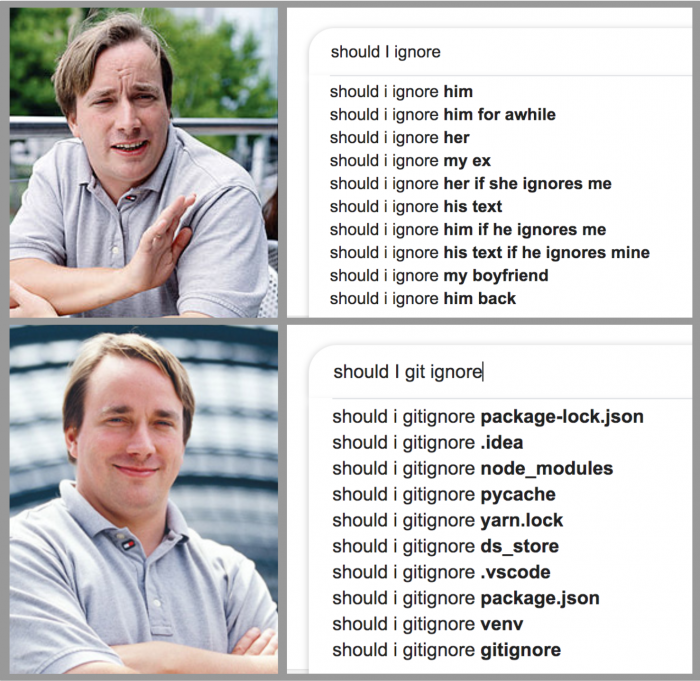 should I ignore
should i ignore him
should i ignore him for awhile
should i ignore her
should i ignore my ex
should i ignore her if she ignores me
should i ignore his text
should i ignore him if he ignores me
should i ignore his text if he ignores mine
should i ignore my boyfriend
should i ignore him back
should I git ignore
should i gitignore package-lock.json
should i gitignore .idea
should i gitignore node_modules
should i gitignore pycache
should i gitignore yarn.lock
should i gitignore ds_store
should i gitignore .vscode
should i gitignore package.json
should i gitignore venv
should i gitignore gitignore